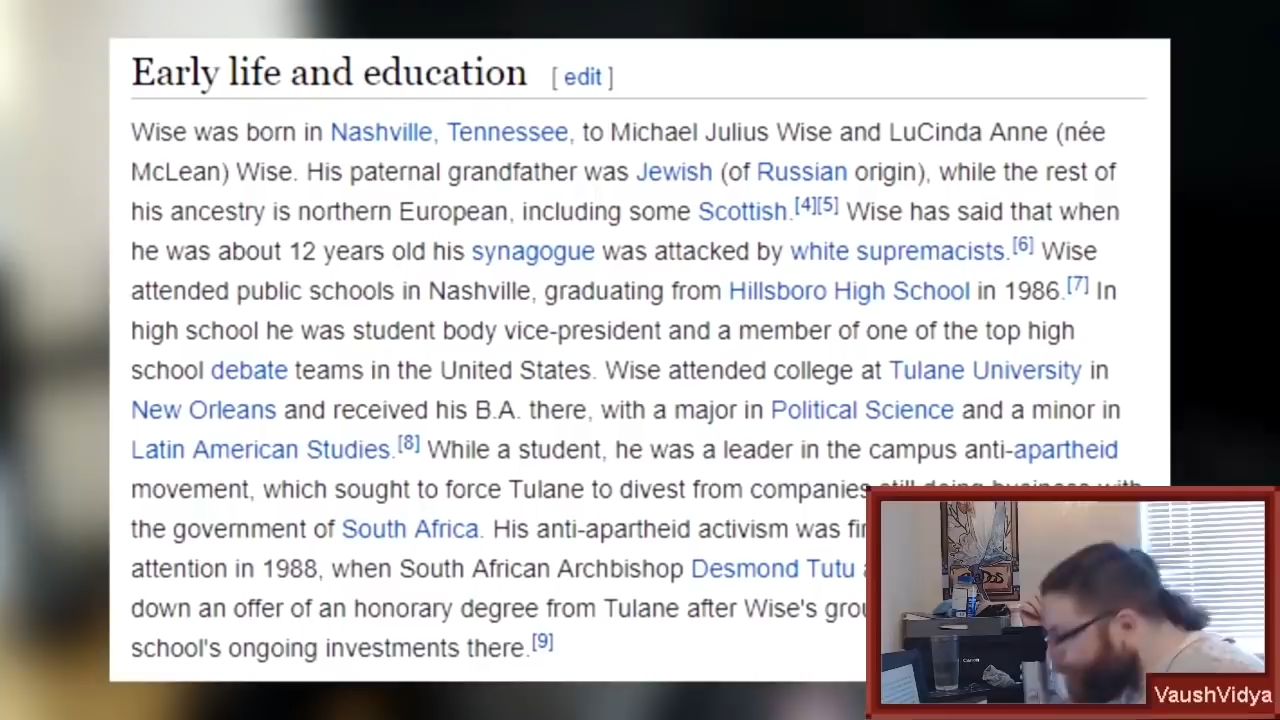 Early life and education [ edit ]
Wise was born in Nashville, Tennessee, to Michael Julius Wise and LuCinda Anne (née
McLean) Wise. His paternal grandfather was Jewish (of Russian origin), while the rest of
his ancestry is northern European, including some Scottish.[4][5] Wise has said that when
he was about 12 years old his synagogue was attacked by white supremacists.[6] Wise
attended public schools in Nashville, graduating from Hillsboro High School in 1986.[7] In
high school he was student body vice-president and a member of one of the top high
school debate teams in the United States. Wise attended college at Tulane University in
New Orleans and received his B.A. there, with a major in Political Science and a minor in
Latin American Studies.[8] While a student, he was a leader in the campus anti-apartheid
movement, which sought to force Tulane to divest from companies still doing business with
the government of South Africa. His anti-apartheid activism was fir
attention in 1988, when South African Archbishop Desmond Tutu
down an offer of an honorary degree from Tulane after Wise's grou
school's ongoing investments there.[9]
VaushVidya